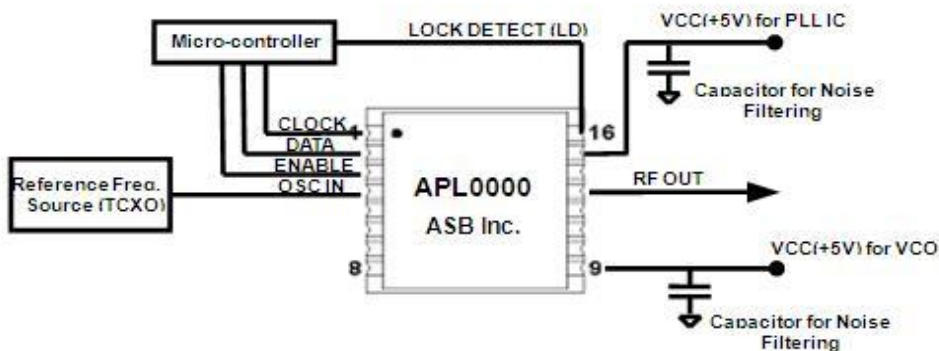 Micro-controller
LOCK DETECT (LD)
VCC(+5V) for PLL IC
Capacitor for Noise
Filtering
CLOCK
1
16
DATA
ENABLE
OSC IN
Reference Freq.
Source (TCXO)
APL0000
ASB Inc.
RF OUT
8
9
VCC(+5V) for VCO
Capacitor for Noise
Filtering